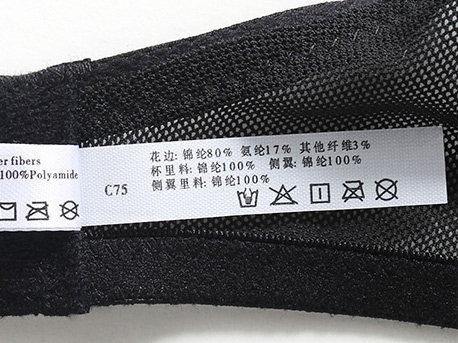 er fibers
100%Polyamide
C75
花边: 锦纶80% 氨纶17% 其他纤维3%
杯里料: 锦纶100% 侧翼: 锦纶100%
侧翼里料: 锦纶100%